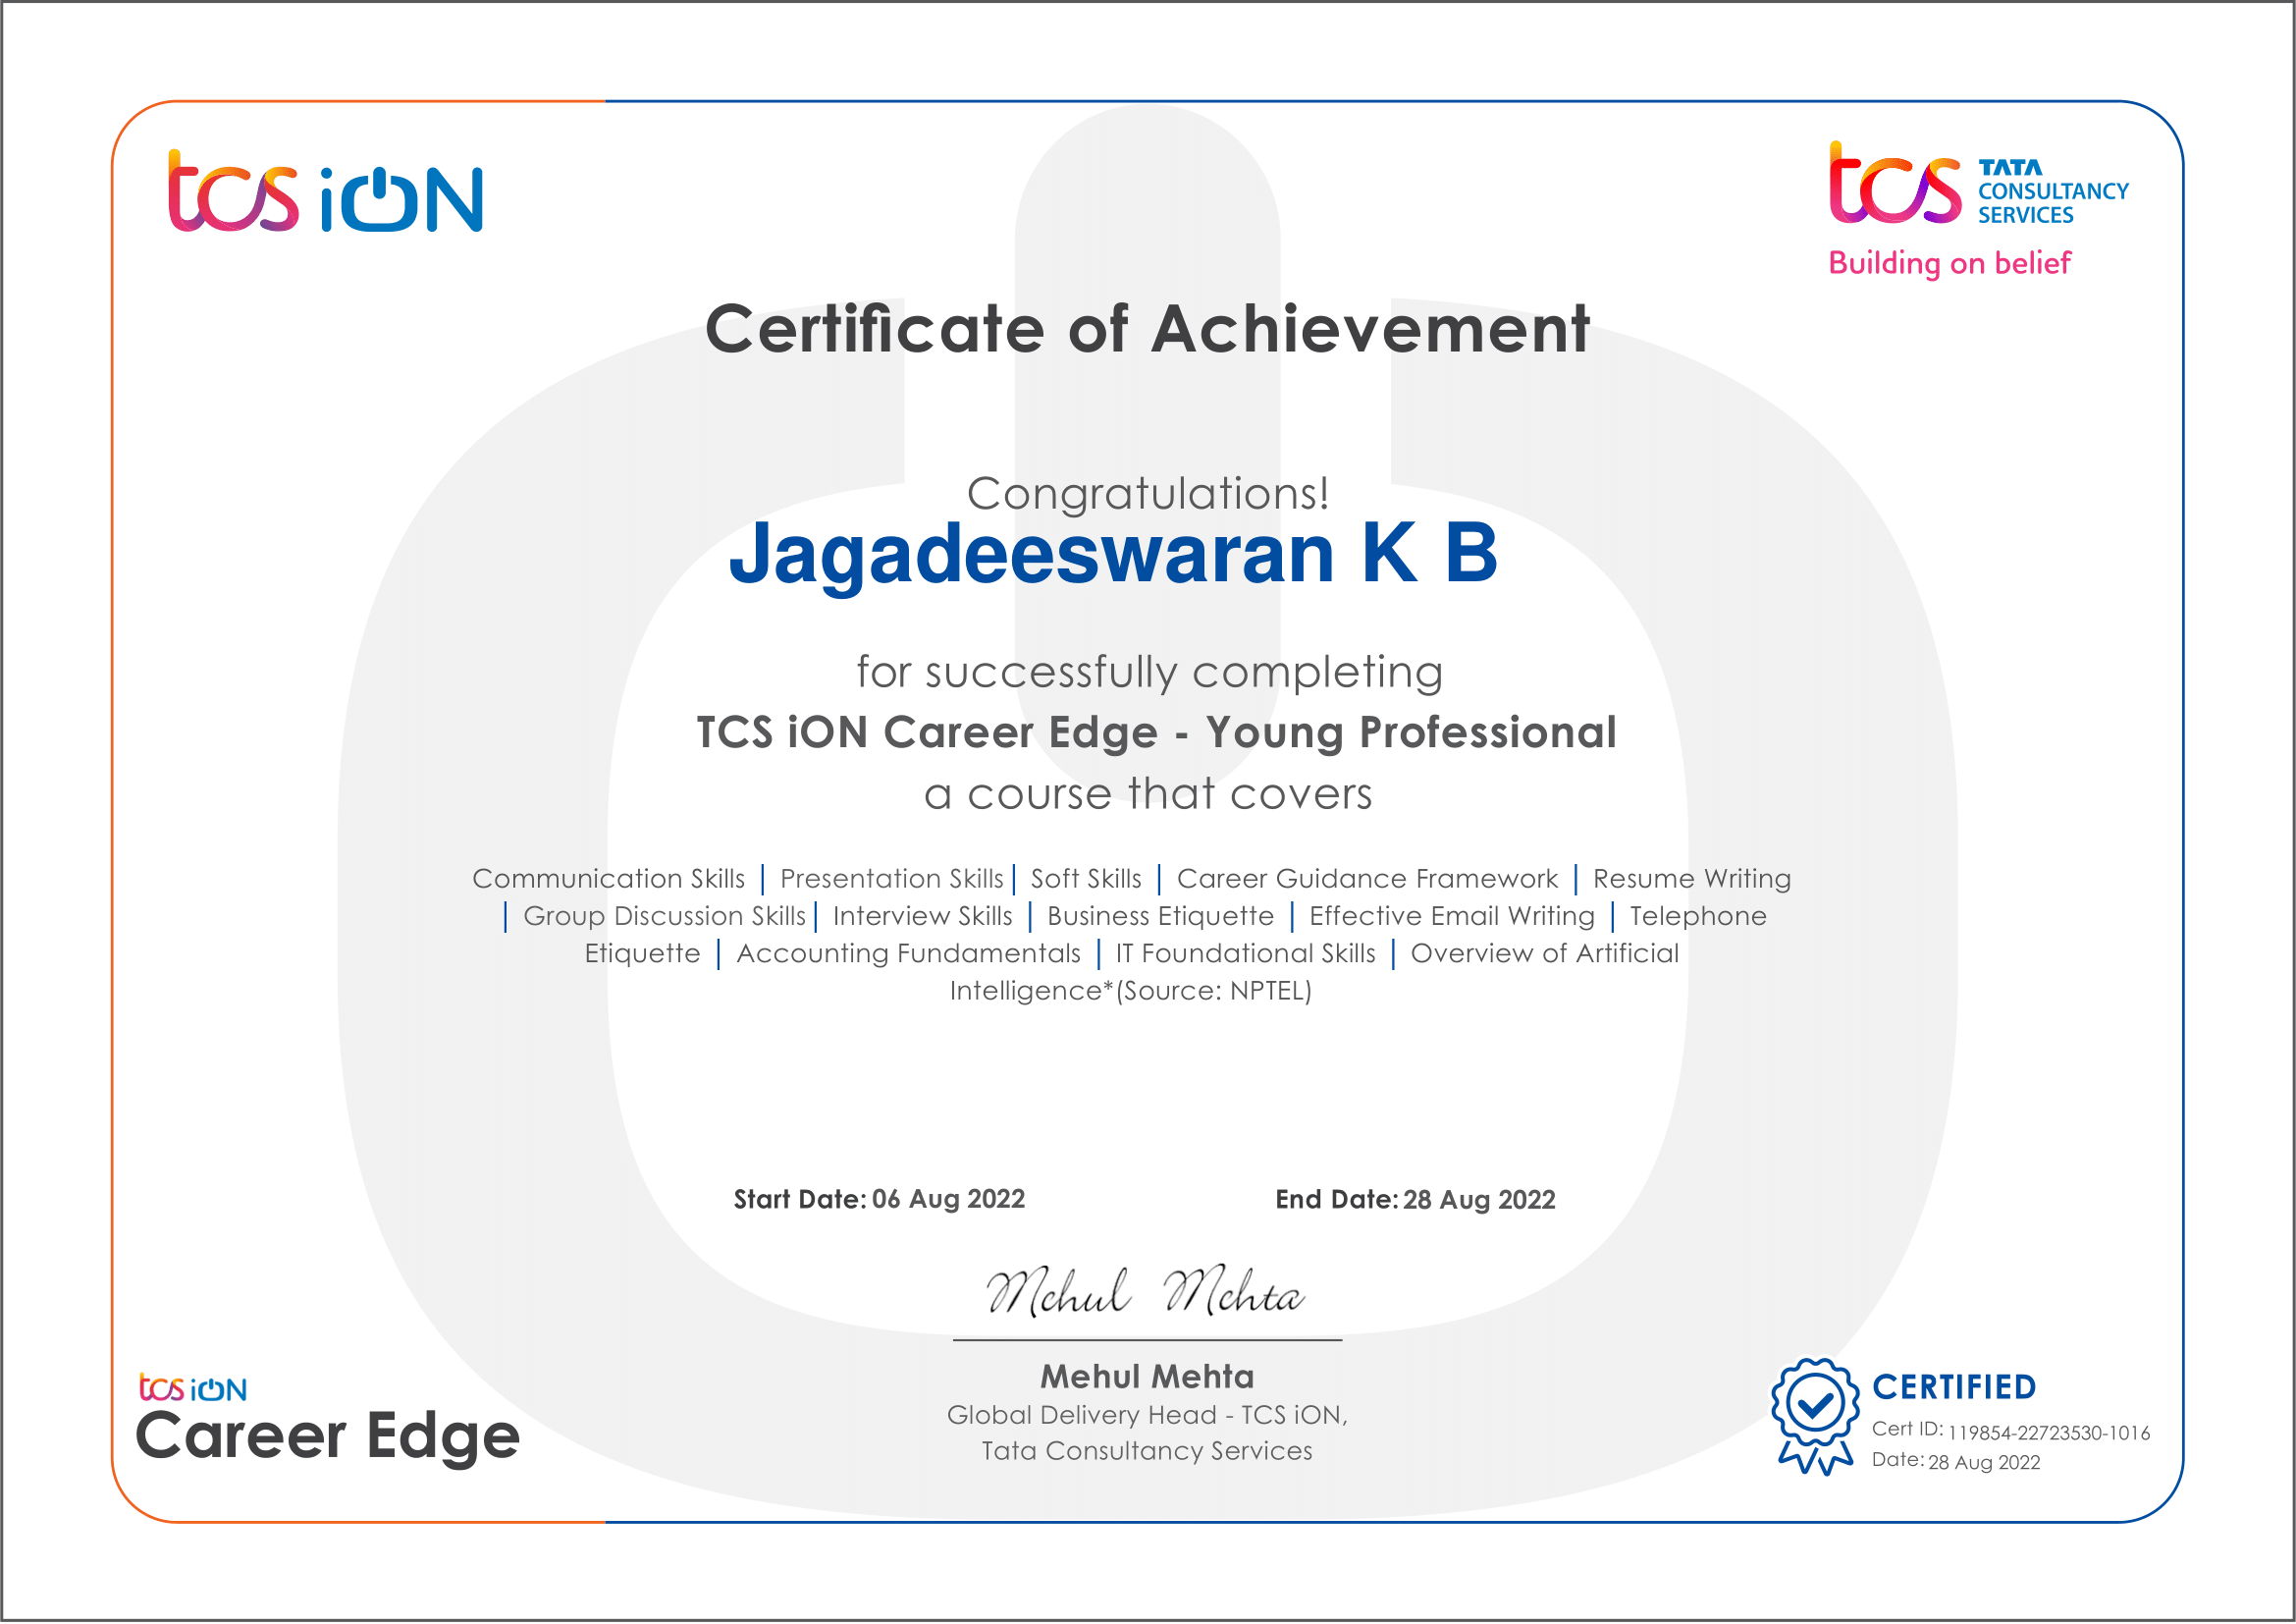 tcs iON
tcs TATA
CONSULTANCY
SERVICES
Building on belief
Certificate of Achievement
Congratulations!
Jagadeeswaran K B
for successfully completing
TCS iON Career Edge - Young Professional
a course that covers
Communication Skills | Presentation Skills | Soft Skills | Career Guidance Framework | Resume Writing
| Group Discussion Skills | Interview Skills | Business Etiquette | Effective Email Writing | Telephone
Etiquette | Accounting Fundamentals | IT Foundational Skills | Overview of Artificial
Intelligence*(Source: NPTEL)
Start Date: 06 Aug 2022 End Date: 28 Aug 2022
Mehul Mehta
Mehul Mehta
Global Delivery Head - TCS iON,
Tata Consultancy Services
tcs iON
Career Edge
CERTIFIED
Cert ID: 119854-22723530-1016
Date: 28 Aug 2022